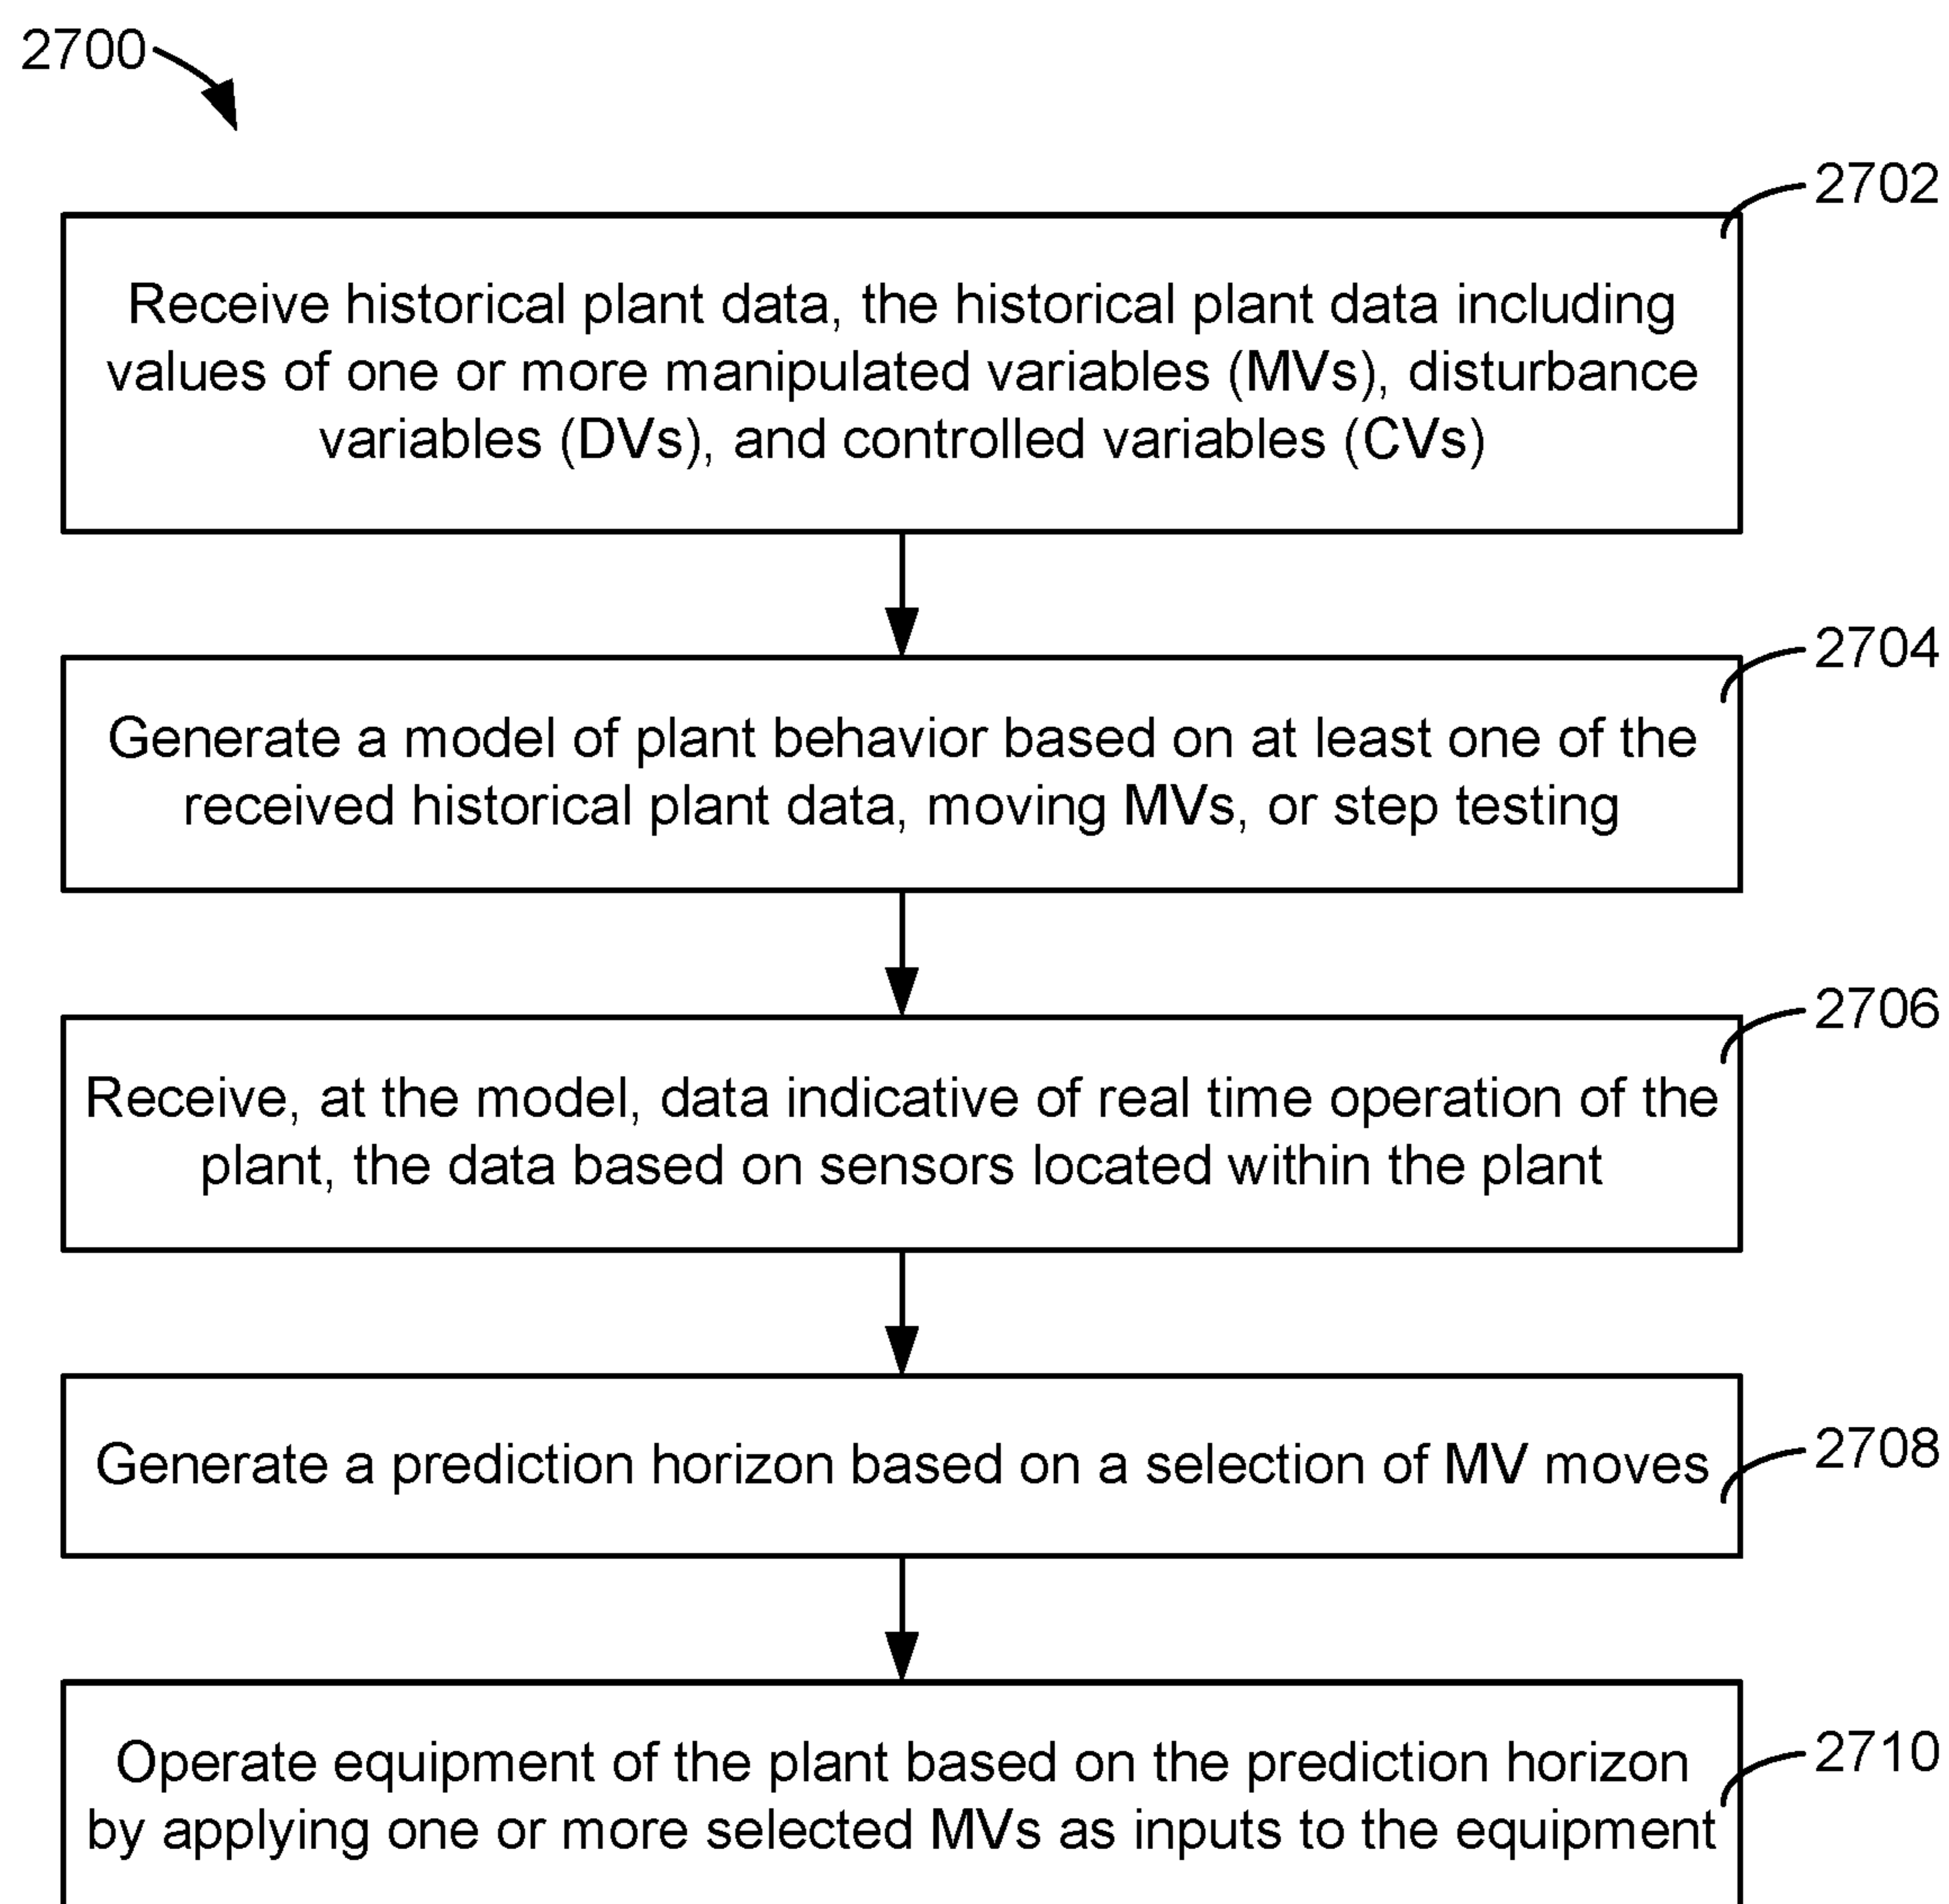 2700
2702
Receive historical plant data, the historical plant data including
values of one or more manipulated variables (MVs), disturbance
variables (DVs), and controlled variables (CVs)
2704
Generate a model of plant behavior based on at least one of the
received historical plant data, moving MVs, or step testing
2706
Receive, at the model, data indicative of real time operation of the
plant, the data based on sensors located within the plant
Generate a prediction horizon based on a selection of MV moves
2708
Operate equipment of the plant based on the prediction horizon
2710
by applying one or more selected MVs as inputs to the equipment